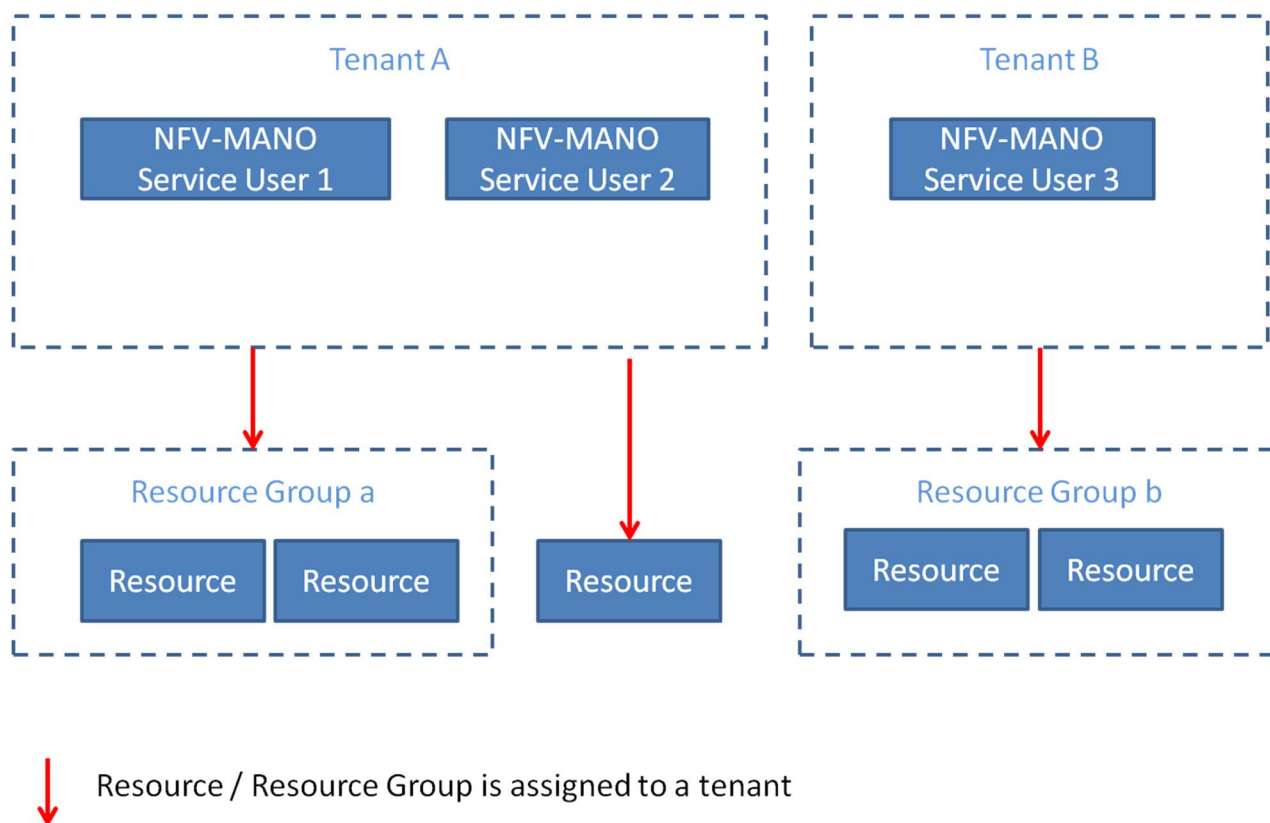 Tenant A
Tenant B
NFV-MANO
Service User 1
NFV-MANO
Service User 2
NFV-MANO
Service User 3
Resource Group a
Resource Group b
Resource
Resource
Resource
Resource
Resource
Resource / Resource Group is assigned to a tenant